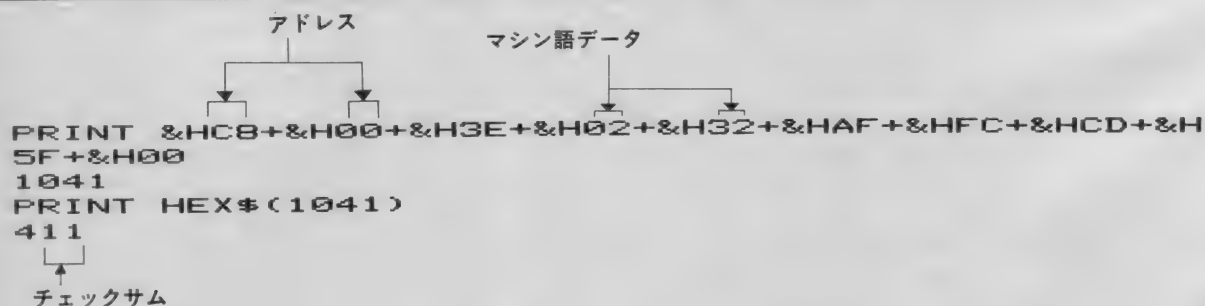 アドレス
マシン語データ
PRINT &HC8+&H00+&H3E+&H02+&H32+&HAF+&HFC+&HCD+&H
5F+&H00
1041
PRINT HEX$(1041)
411
チェックサム